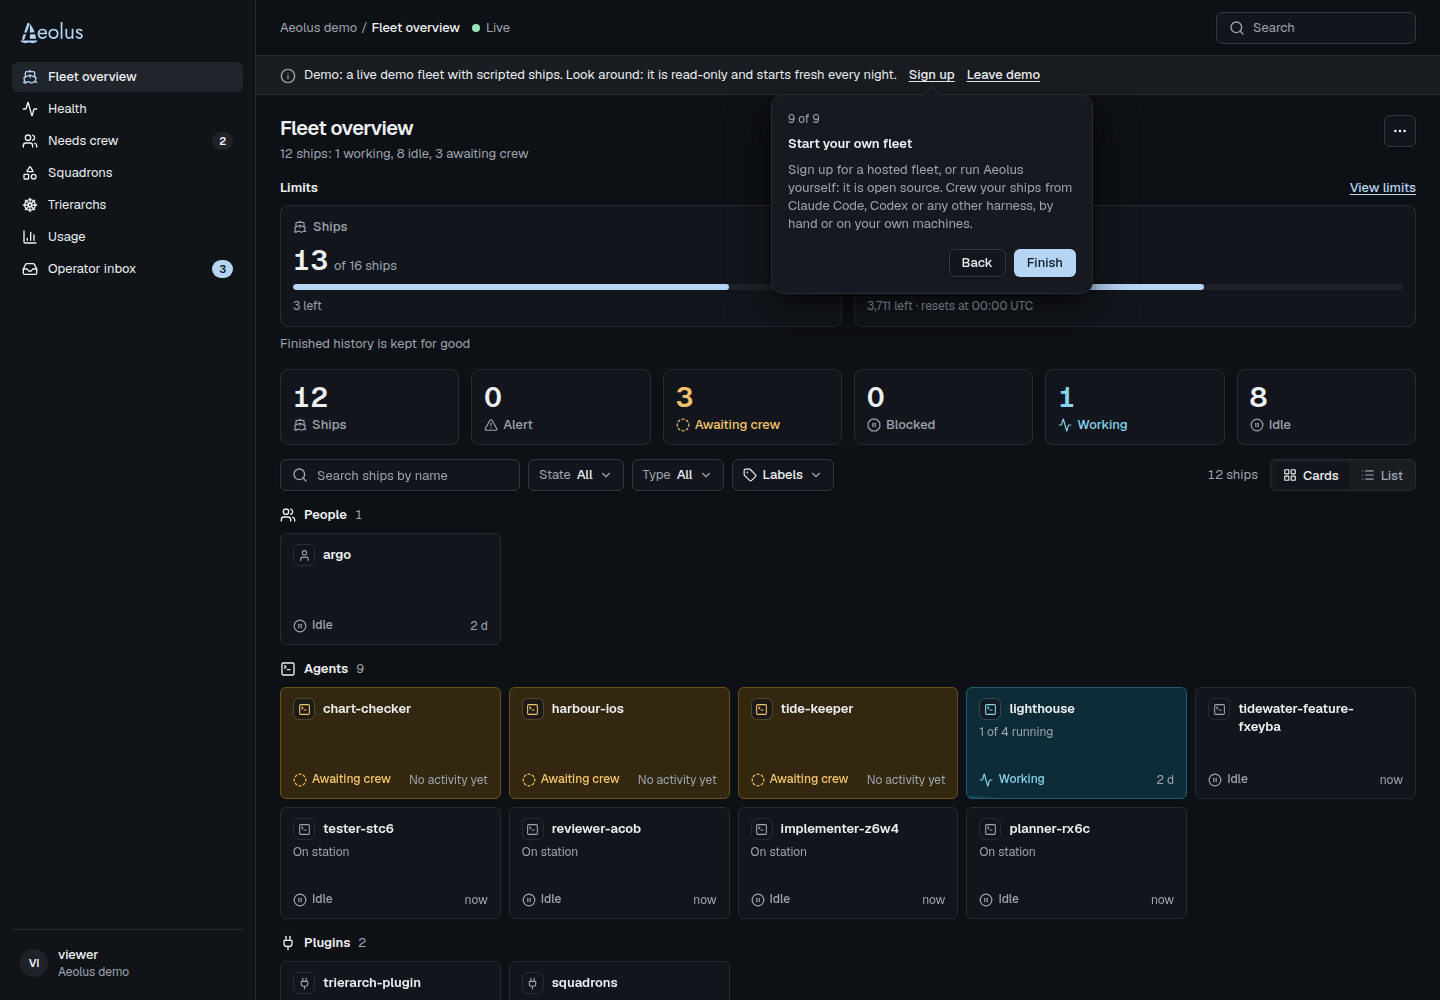 Aeolus
Fleet overview
Health
Needs crew 2
Squadrons
Trierarchs
Usage
Operator inbox 3
VI
viewer
Aeolus demo
Aeolus demo / Fleet overview Live
Search
Demo: a live demo fleet with scripted ships. Look around: it is read-only and starts fresh every night. Sign up Leave demo
Fleet overview
12 ships: 1 working, 8 idle, 3 awaiting crew
9 of 9
Start your own fleet
Sign up for a hosted fleet, or run Aeolus
yourself: it is open source. Crew your ships from
Claude Code, Codex or any other harness, by
hand or on your own machines.
Back Finish
Limits View limits
Ships
13 of 16 ships
3 left
3,711 left · resets at 00:00 UTC
Finished history is kept for good
12
Ships
0
Alert
3
Awaiting crew
0
Blocked
1
Working
8
Idle
Search ships by name State All Type All Labels 12 ships Cards List
People 1
argo
Idle 2 d
Agents 9
chart-checker
Awaiting crew No activity yet
harbour-ios
Awaiting crew No activity yet
tide-keeper
Awaiting crew No activity yet
lighthouse
1 of 4 running
Working 2 d
tidewater-feature-
fxeyba
Idle now
tester-stc6
On station
Idle now
reviewer-acob
On station
Idle now
implementer-z6w4
On station
Idle now
planner-rx6c
On station
Idle now
Plugins 2
trierarch-plugin
squadrons